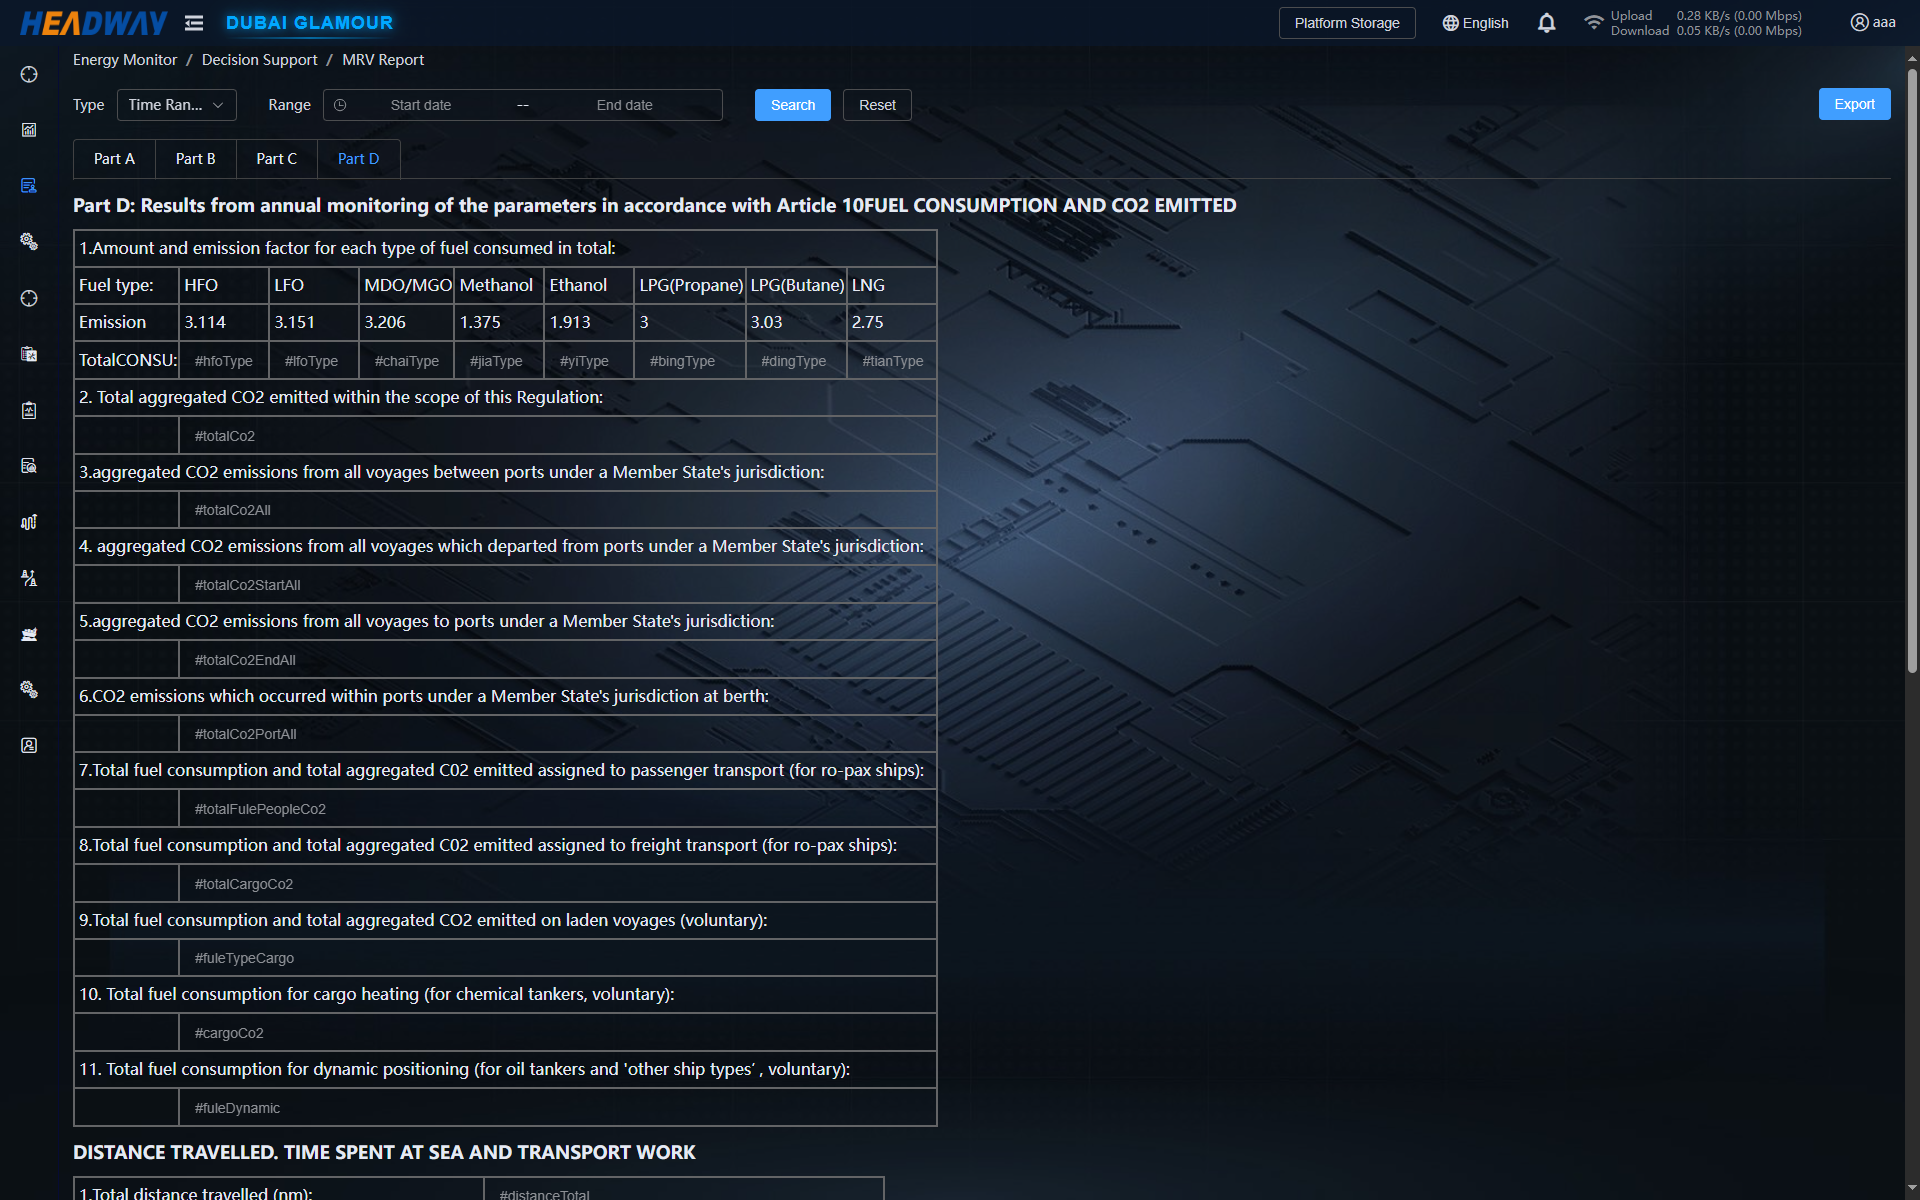 HEADWAY DUBAI GLAMOUR Platform Storage English Upload 0.28 KB/s (0.00 Mbps) aaa
Download 0.05 KB/s (0.00 Mbps)
Energy Monitor / Decision Support / MRV Report
Type Time Ran... Range Start date -- End date Search Reset Export
Part A Part B Part C Part D
Part D: Results from annual monitoring of the parameters in accordance with Article 10FUEL CONSUMPTION AND CO2 EMITTED
1.Amount and emission factor for each type of fuel consumed in total:
Fuel type: HFO LFO MDO/MGO Methanol Ethanol LPG(Propane) LPG(Butane) LNG
Emission 3.114 3.151 3.206 1.375 1.913 3 3.03 2.75
TotalCONSU: #hfoType #lfoType #chaiType #jiaType #yiType #bingType #dingType #tianType
2. Total aggregated CO2 emitted within the scope of this Regulation:
#totalCo2
3.aggregated CO2 emissions from all voyages between ports under a Member State's jurisdiction:
#totalCo2All
4. aggregated CO2 emissions from all voyages which departed from ports under a Member State's jurisdiction:
#totalCo2StartAll
5.aggregated CO2 emissions from all voyages to ports under a Member State's jurisdiction:
#totalCo2EndAll
6.CO2 emissions which occurred within ports under a Member State's jurisdiction at berth:
#totalCo2PortAll
7.Total fuel consumption and total aggregated C02 emitted assigned to passenger transport (for ro-pax ships):
#totalFulePeopleCo2
8.Total fuel consumption and total aggregated C02 emitted assigned to freight transport (for ro-pax ships):
#totalCargoCo2
9.Total fuel consumption and total aggregated CO2 emitted on laden voyages (voluntary):
#fuleTypeCargo
10. Total fuel consumption for cargo heating (for chemical tankers, voluntary):
#cargoCo2
11. Total fuel consumption for dynamic positioning (for oil tankers and 'other ship types' , voluntary):
#fuleDynamic
DISTANCE TRAVELLED. TIME SPENT AT SEA AND TRANSPORT WORK
1.Total distance travelled (nm): #distanceTotal